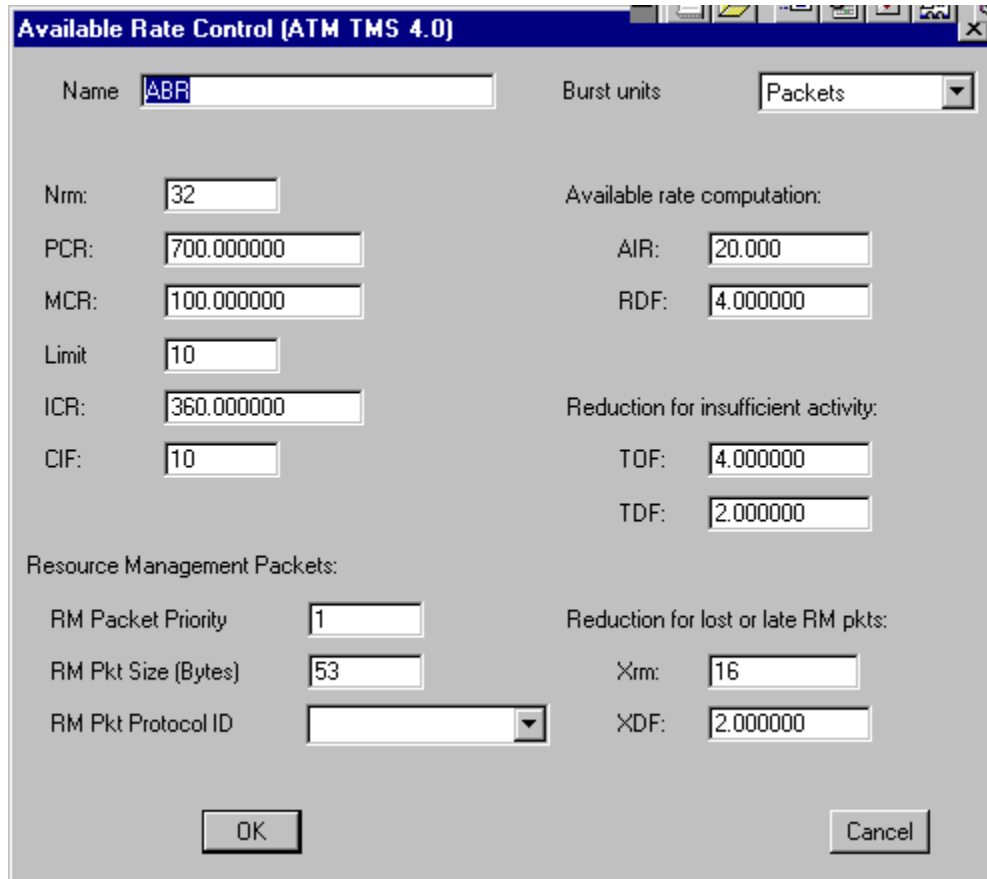 Available Rate Control (ATM TMS 4.0)
Name ABR Burst units Packets
Nrm: 32 Available rate computation:
PCR: 700.000000 AIR: 20.000
MCR: 100.000000 RDF: 4.000000
Limit 10
ICR: 360.000000 Reduction for insufficient activity:
CIF: 10 TOF: 4.000000
TDF: 2.000000
Resource Management Packets:
RM Packet Priority 1 Reduction for lost or late RM pkts:
RM Pkt Size (Bytes) 53 Xrm: 16
RM Pkt Protocol ID XDF: 2.000000
OK Cancel